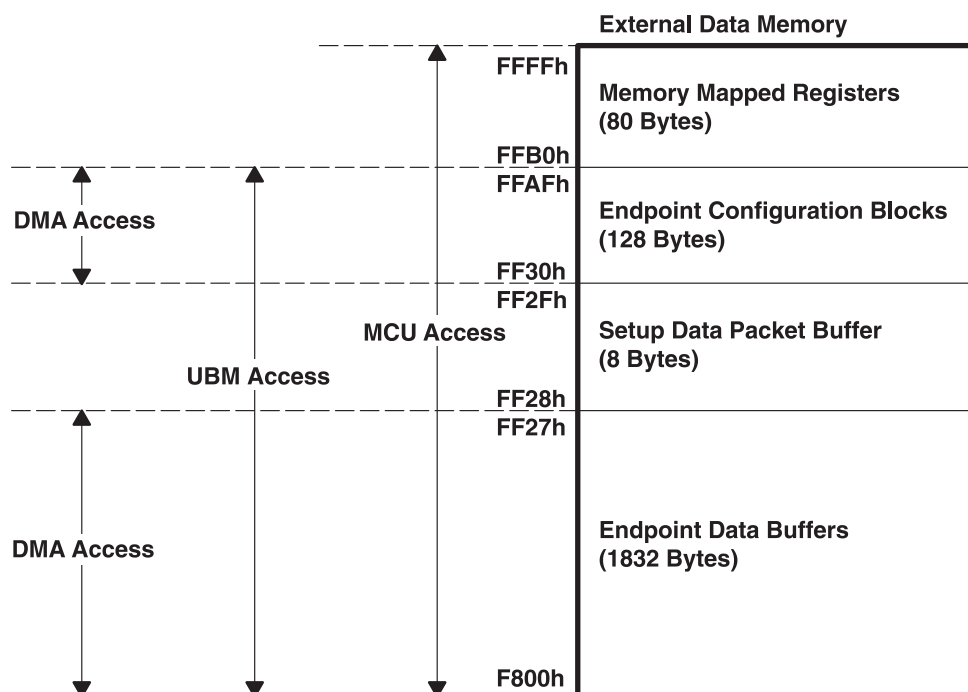 External Data Memory
FFFFh
Memory Mapped Registers
(80 Bytes)
FFB0h
FFAFh
DMA Access
Endpoint Configuration Blocks
(128 Bytes)
FF30h
FF2Fh
MCU Access
Setup Data Packet Buffer
(8 Bytes)
UBM Access
FF28h
FF27h
DMA Access
Endpoint Data Buffers
(1832 Bytes)
F800h